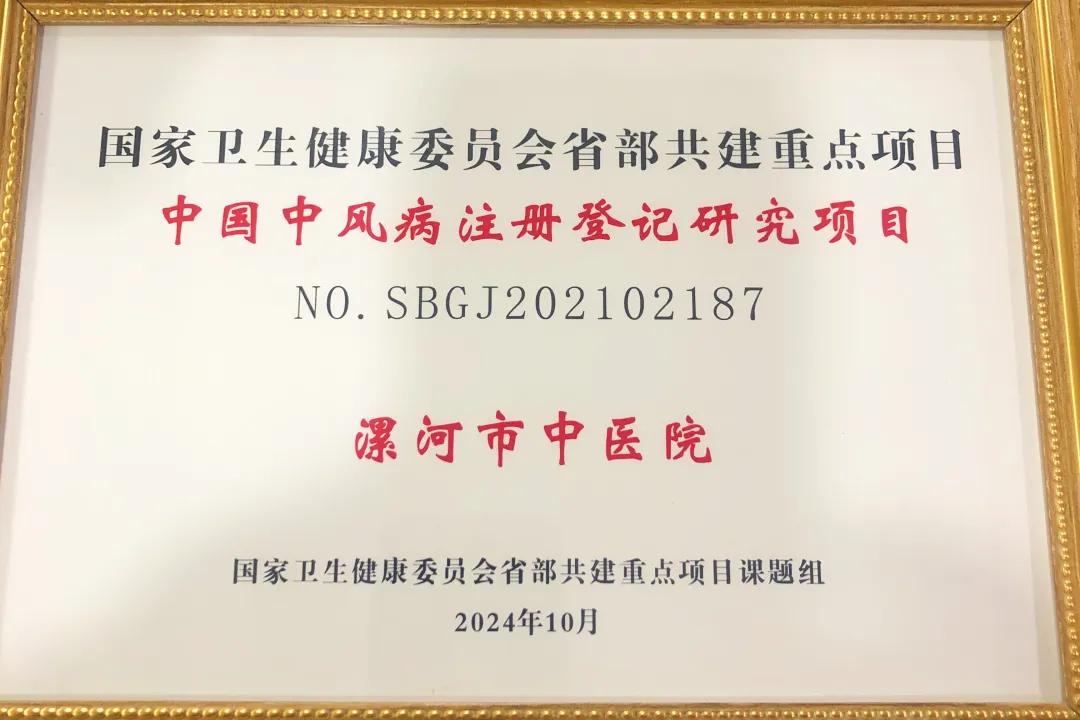 国家卫生健康委员会省部共建重点项目
中国中风病注册登记研究项目
NO.SBGJ202102187
漯河市中医院
国家卫生健康委员会省部共建重点项目课题组
2024年10月